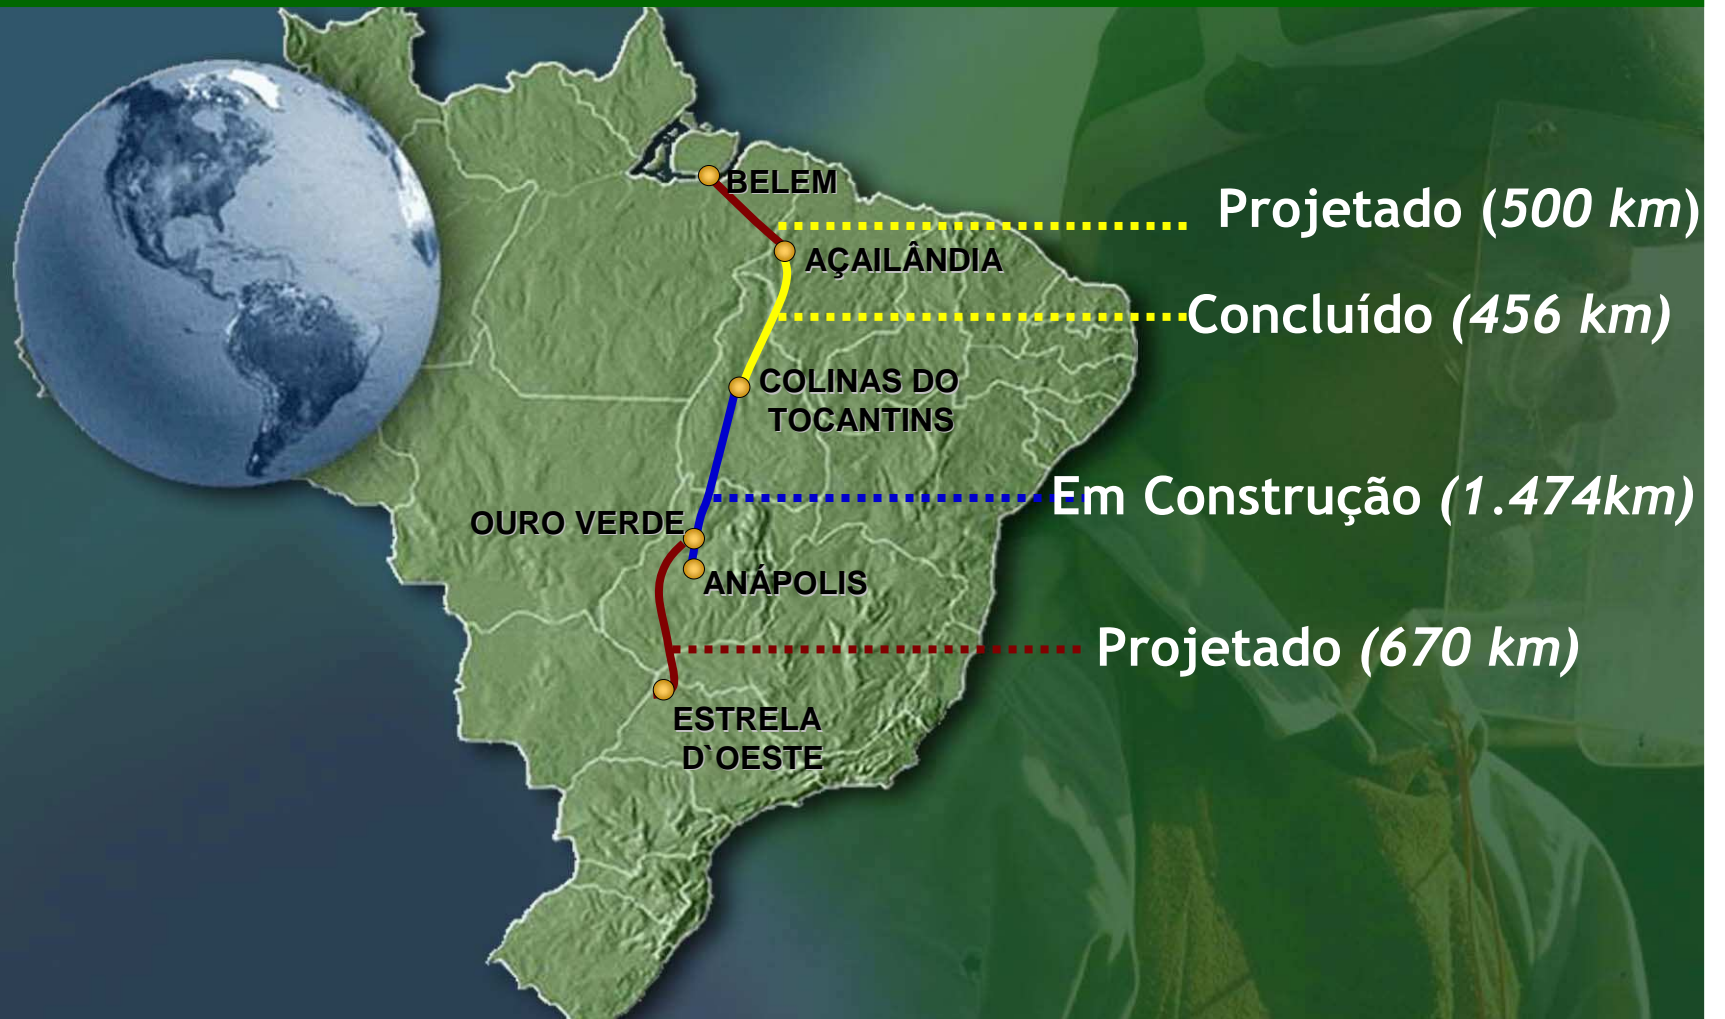 BELEM
Projetado (500 km)
AÇAILÂNDIA
Concluído (456 km)
COLINAS DO
TOCANTINS
Em Construção (1.474km)
OURO VERDE
ANÁPOLIS
Projetado (670 km)
ESTRELA
D`OESTE